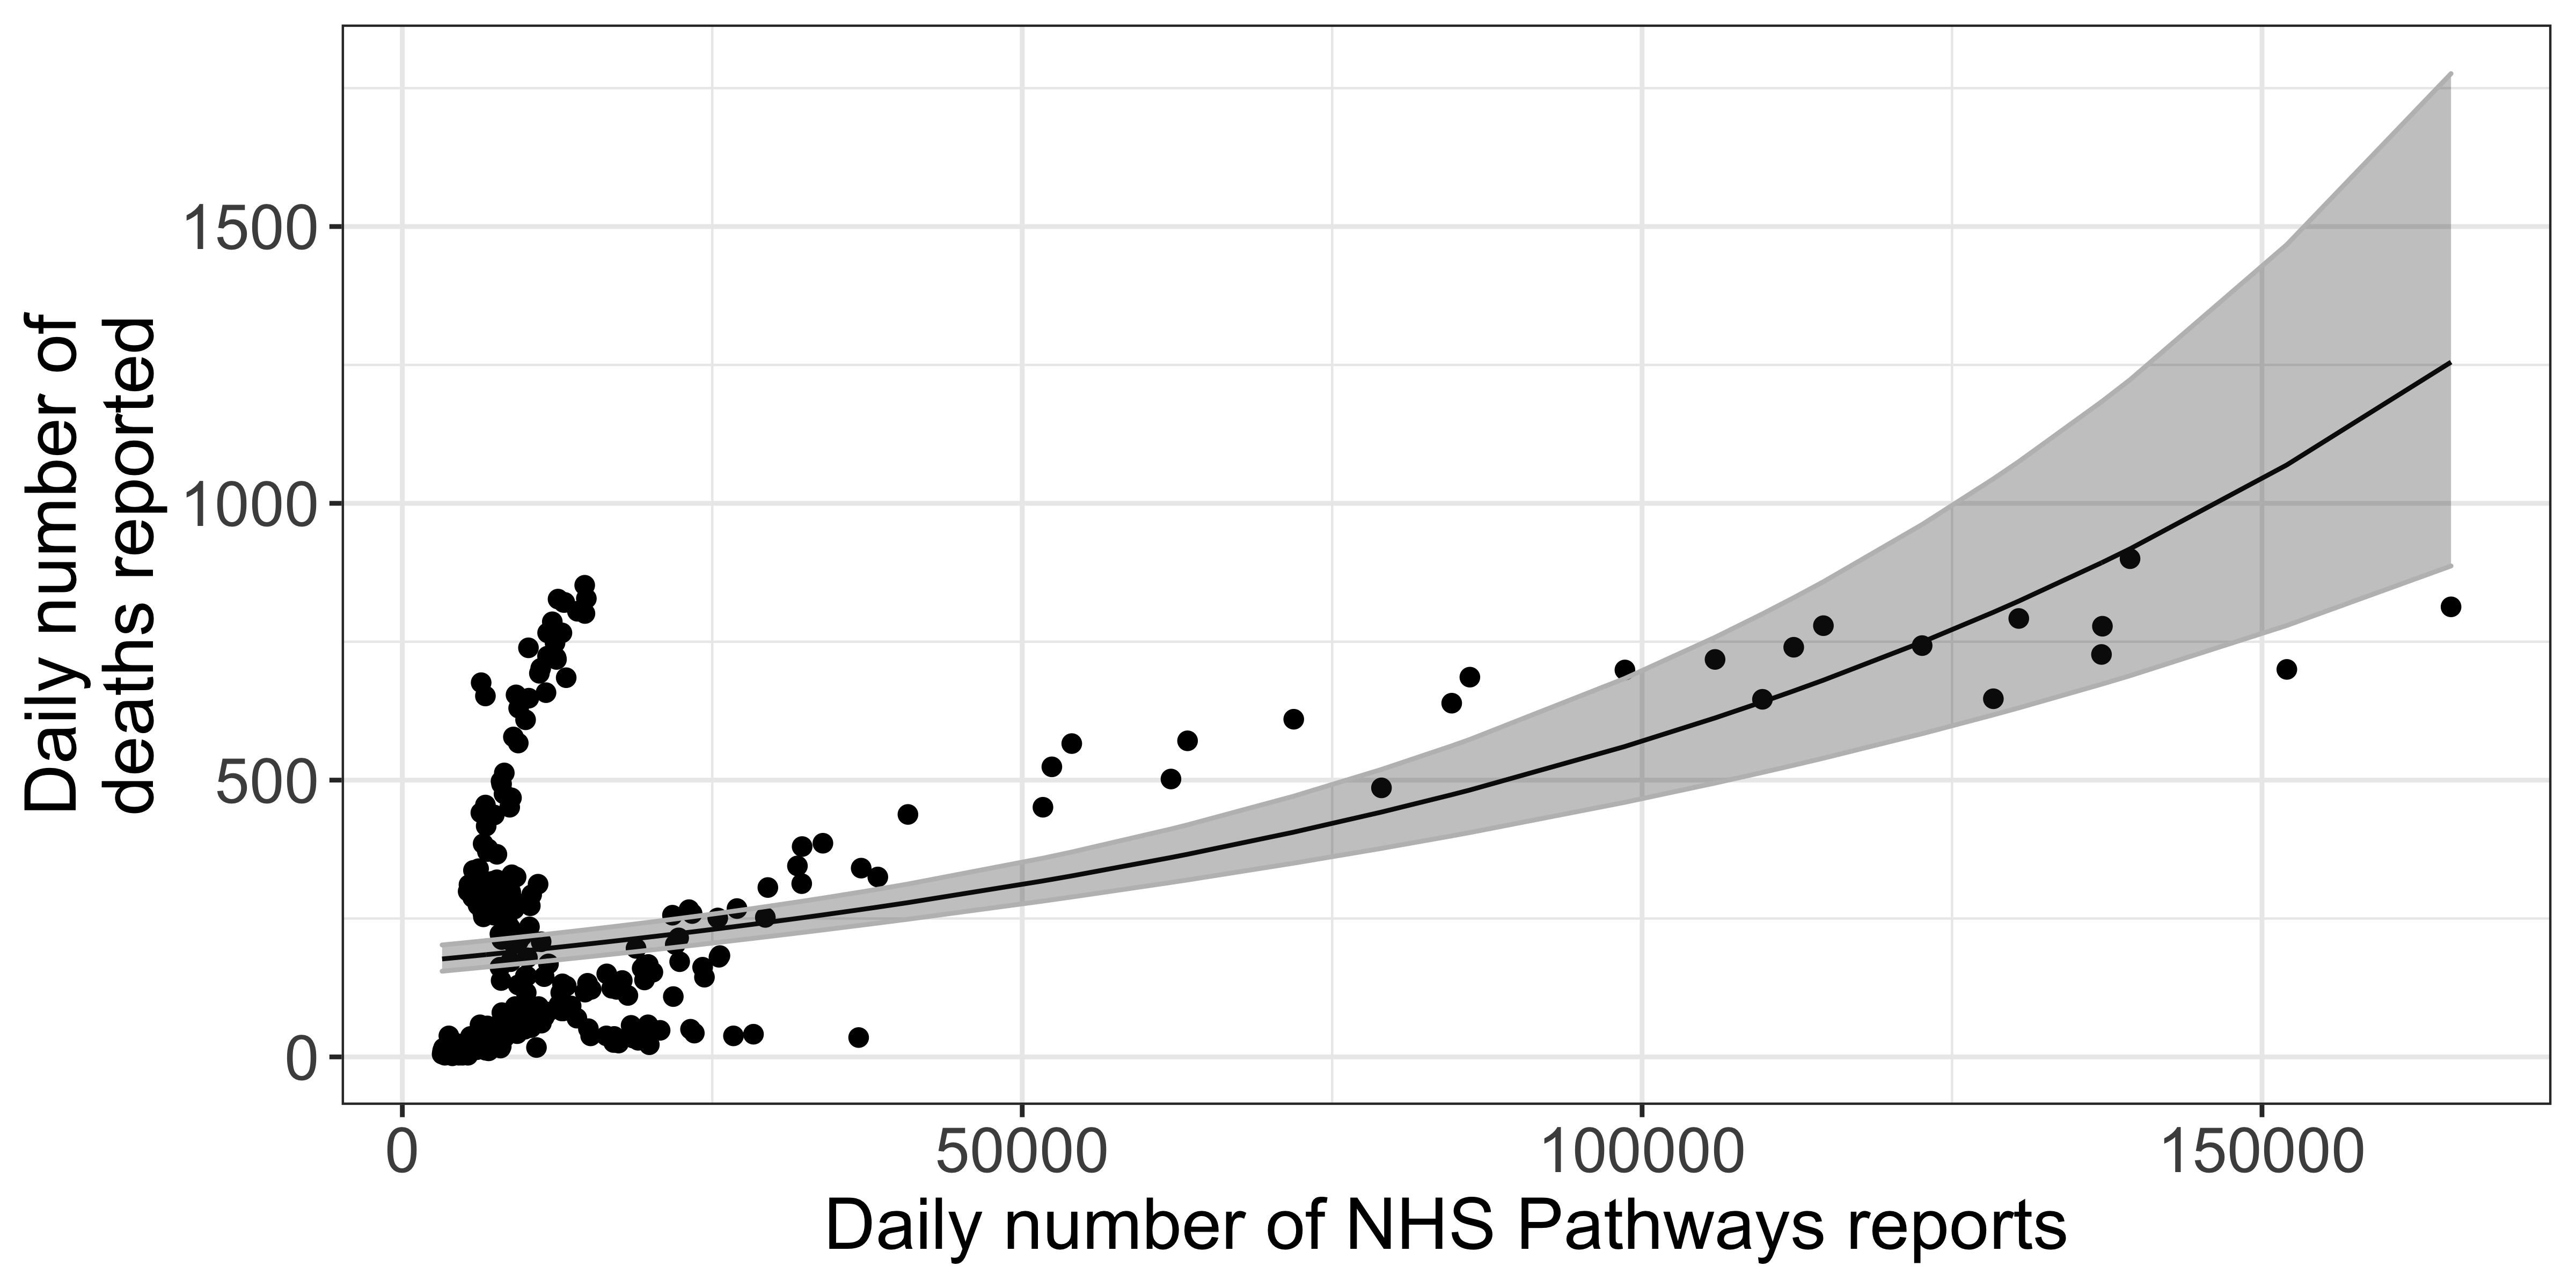 Daily number of
deaths reported
1500
1000
500
0
0
50000
100000
150000
Daily number of NHS Pathways reports